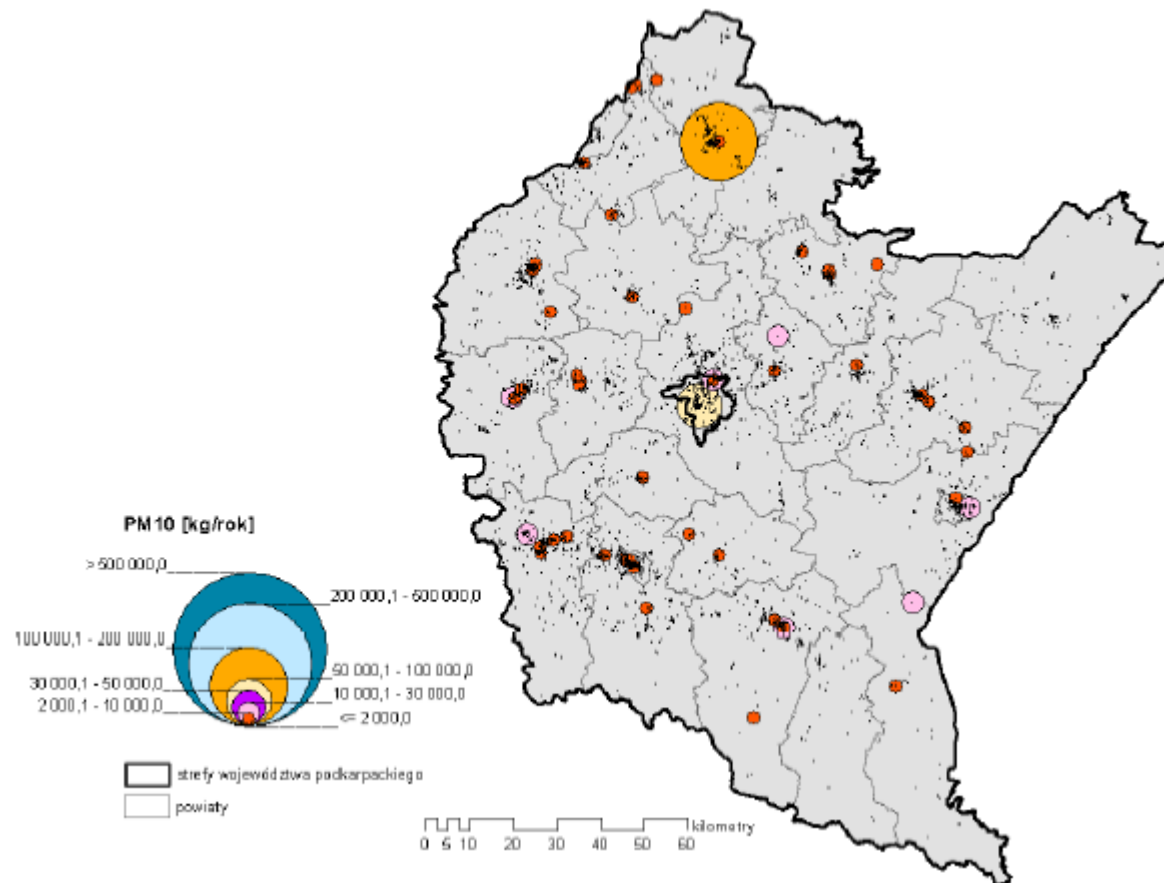 PM10 [kg/rok]
> 500 000,0
200 000,1 - 500 000,0
100 000,1 - 200 000,0
50 000,1 - 100 000,0
30 000,1 - 50 000,0
10 000,1 - 30 000,0
2 000,1 - 10 000,0
<= 2 000,0
strefy województwa podkarpackiego
powiaty
kilometry
0 5 10 20 30 40 50 60